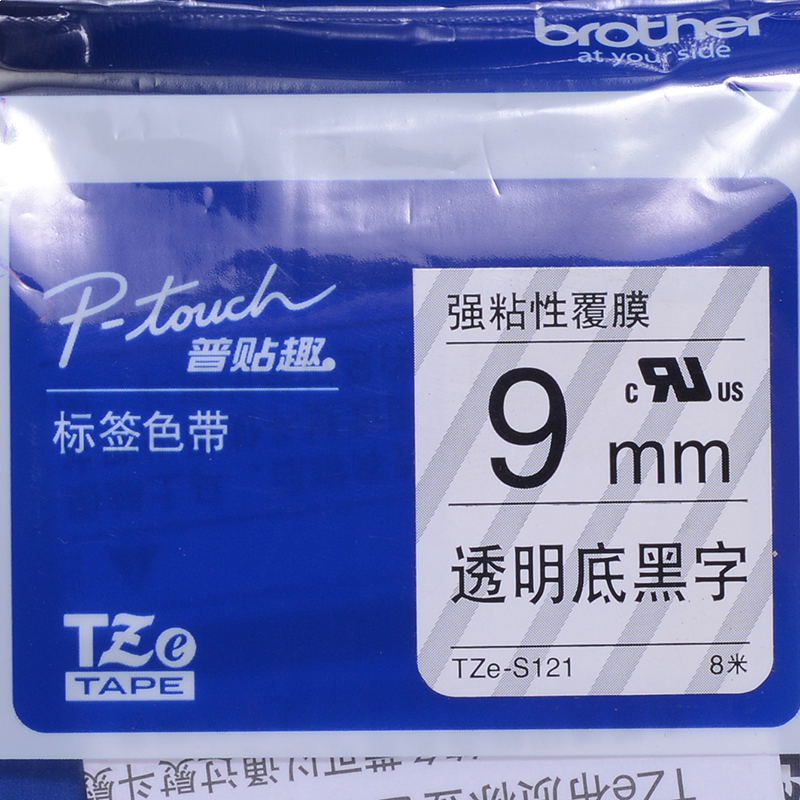 brother
at your side
P-touch
普贴趣
标签色带
强粘性覆膜
9 mm
c RU US
透明底黑字
TZe-S121 8米
TZe
TAPE